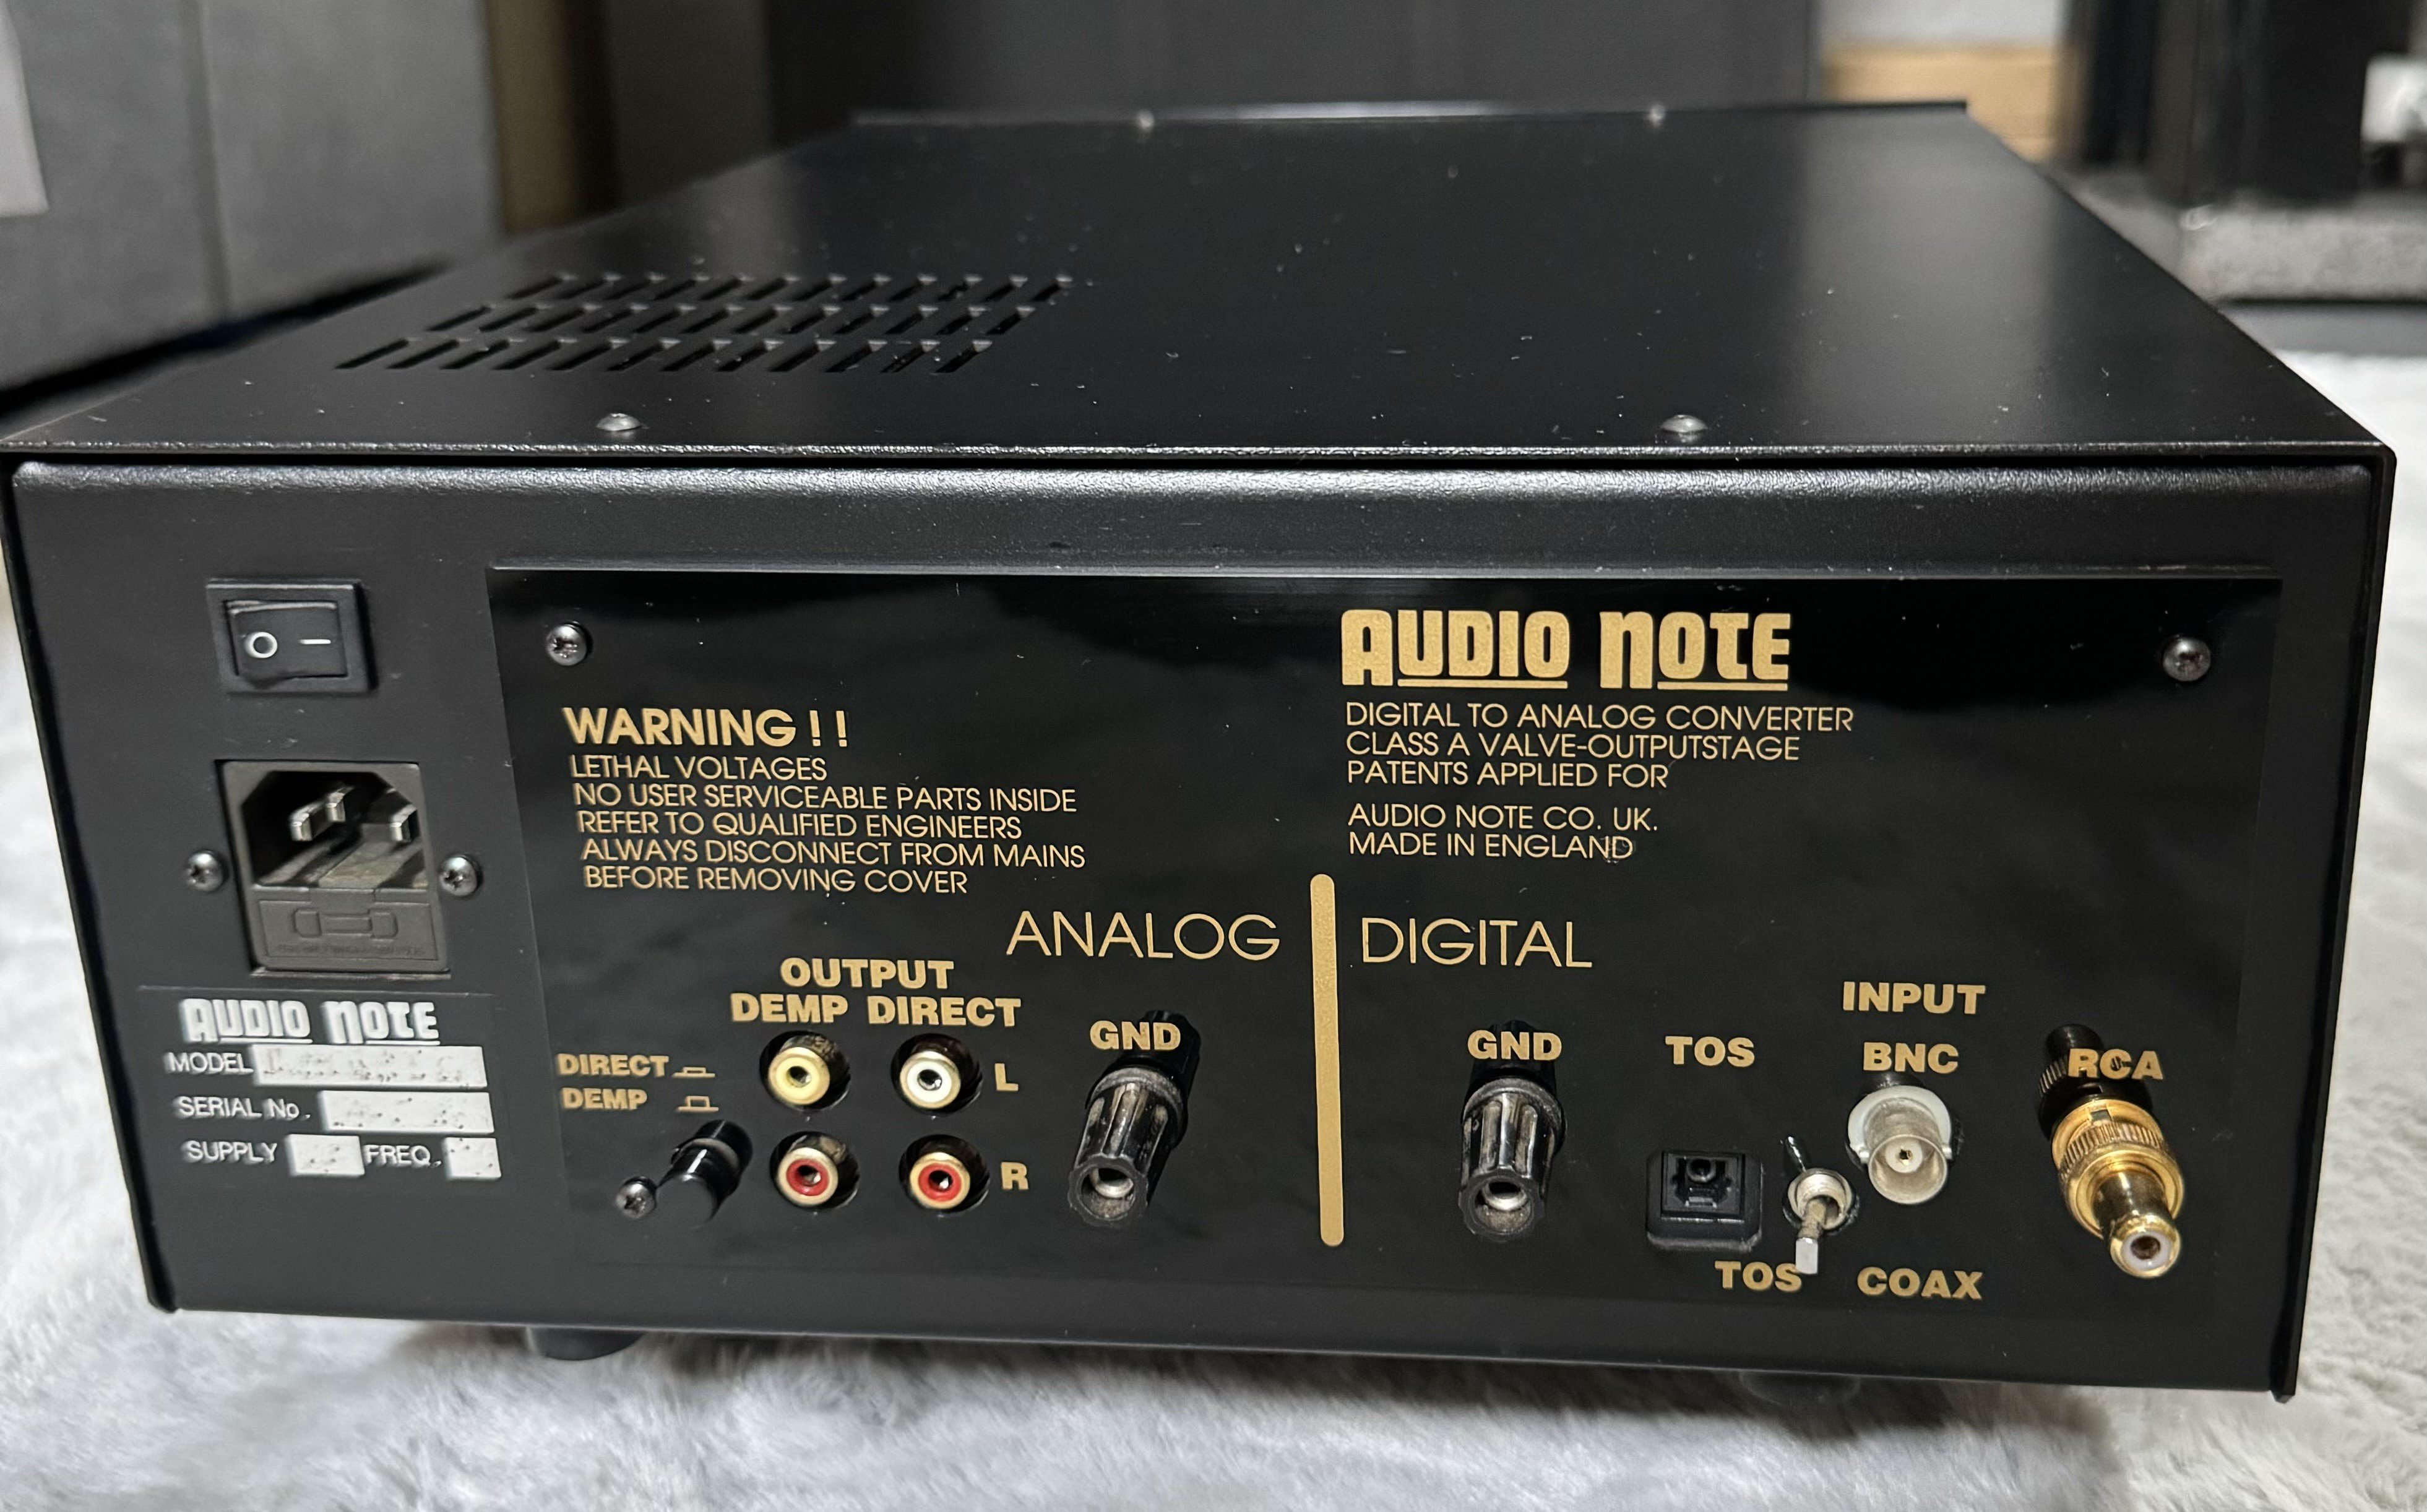 AUDIO NOTE
DIGITAL TO ANALOG CONVERTER
CLASS A VALVE-OUTPUTSTAGE
PATENTS APPLIED FOR
AUDIO NOTE CO. UK.
MADE IN ENGLAND
WARNING ! !
LETHAL VOLTAGES
NO USER SERVICEABLE PARTS INSIDE
REFER TO QUALIFIED ENGINEERS
ALWAYS DISCONNECT FROM MAINS
BEFORE REMOVING COVER
ANALOG
DIGITAL
OUTPUT
DEMP DIRECT
DIRECT
DEMP
L
R
GND
GND
TOS
INPUT
BNC
RCA
TOS
COAX
O –
AUDIO NOTE
MODEL
SERIAL No.
SUPPLY FREQ.